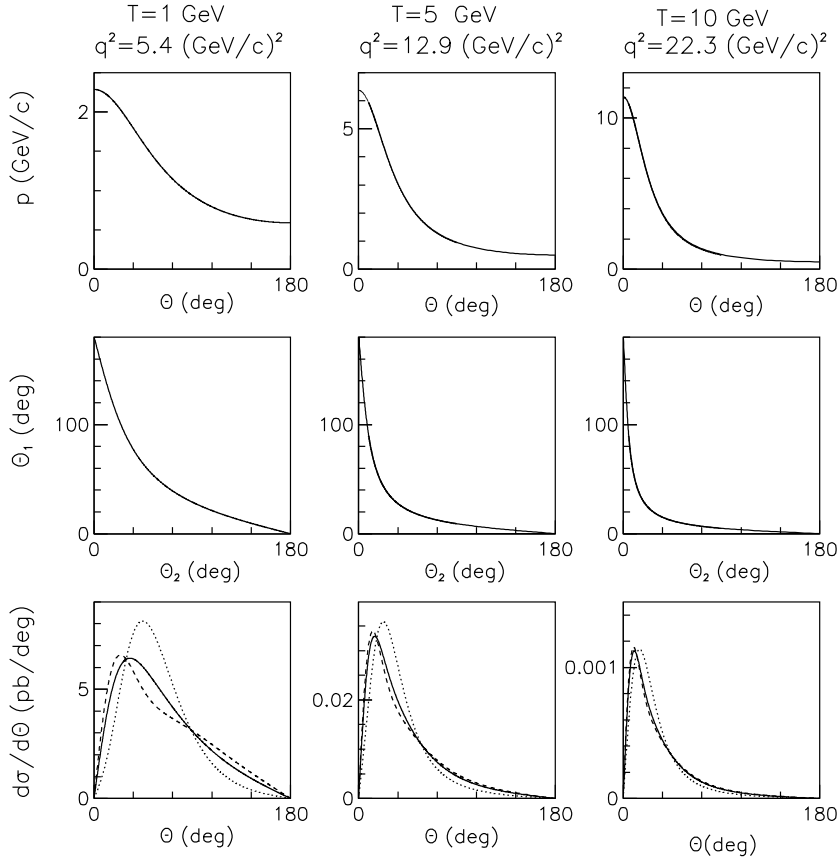 T=1 GeV T=5 GeV T=10 GeV
q²=5.4 (GeV/c)² q²=12.9 (GeV/c)² q²=22.3 (GeV/c)²
p (GeV/c)
2
0
0 180
Θ (deg)
5
0
0 180
Θ (deg)
10
0
0 180
Θ (deg)
Θ₁ (deg)
100
0
0 180
Θ₂ (deg)
100
0
0 180
Θ₂ (deg)
100
0
0 180
Θ₂ (deg)
dσ/dΘ (pb/deg)
5
0
0 180
Θ (deg)
0.02
0
0 180
Θ (deg)
0.001
0
0 180
Θ(deg)